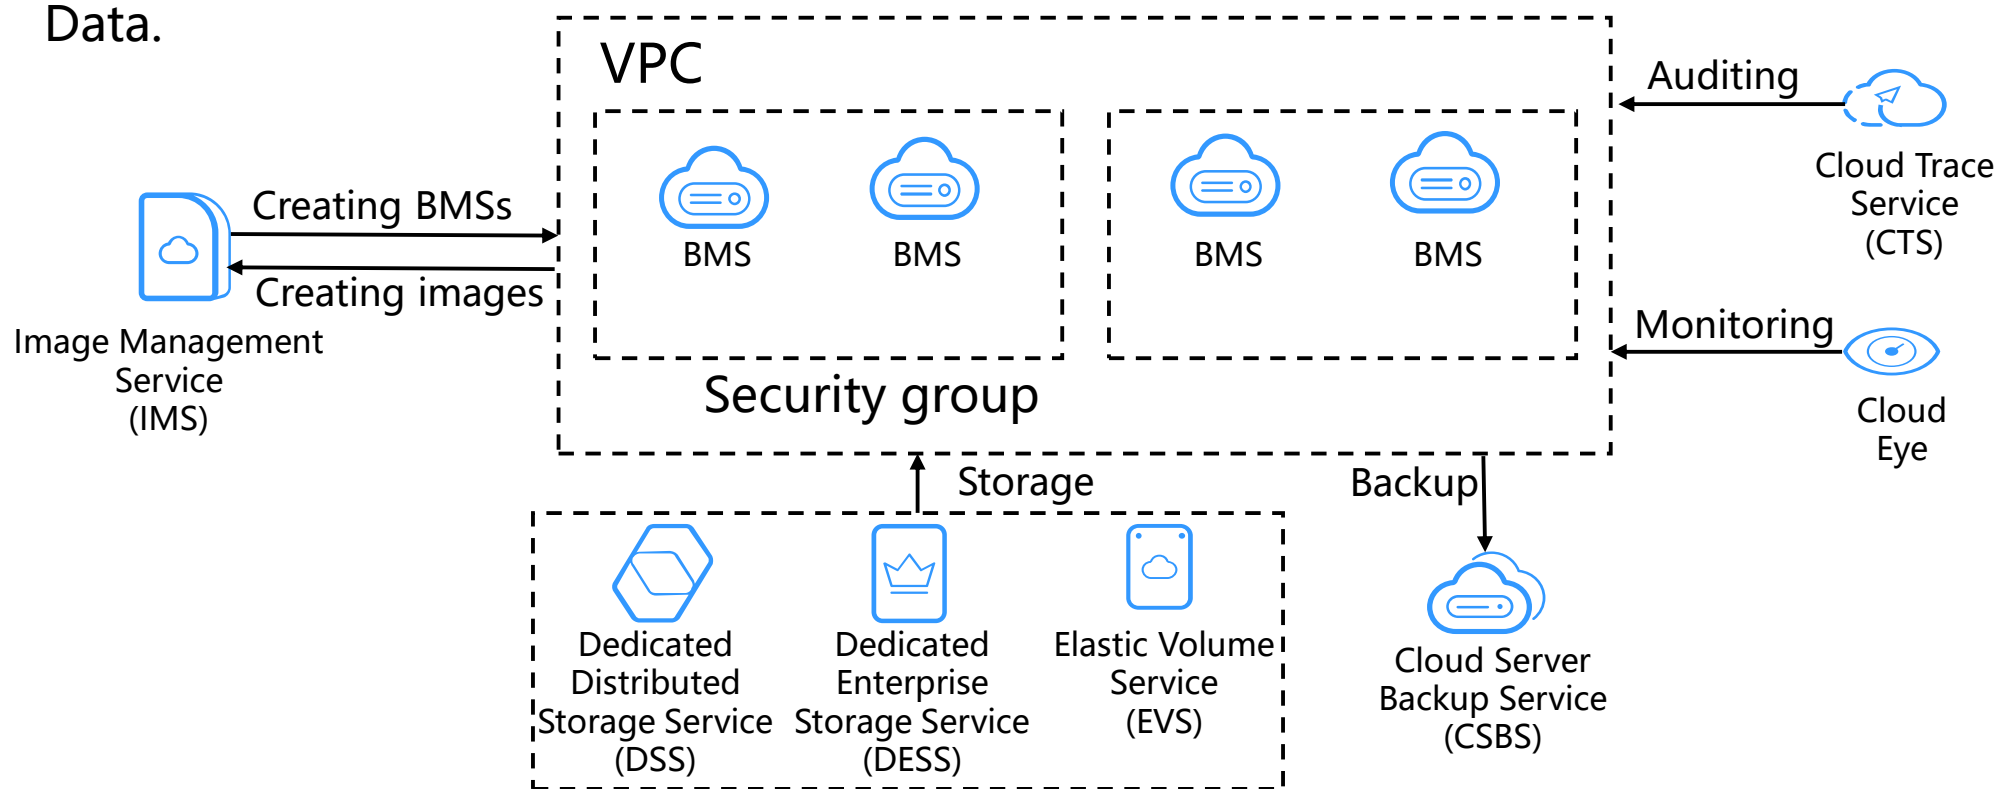 Data.
VPC
Auditing
Cloud Trace
Service
(CTS)
BMS
BMS
BMS
BMS
Creating BMSs
Creating images
Image Management
Service
(IMS)
Monitoring
Cloud
Eye
Security group
Storage
Backup
Dedicated
Distributed
Storage Service
(DSS)
Dedicated
Enterprise
Storage Service
(DESS)
Elastic Volume
Service
(EVS)
Cloud Server
Backup Service
(CSBS)